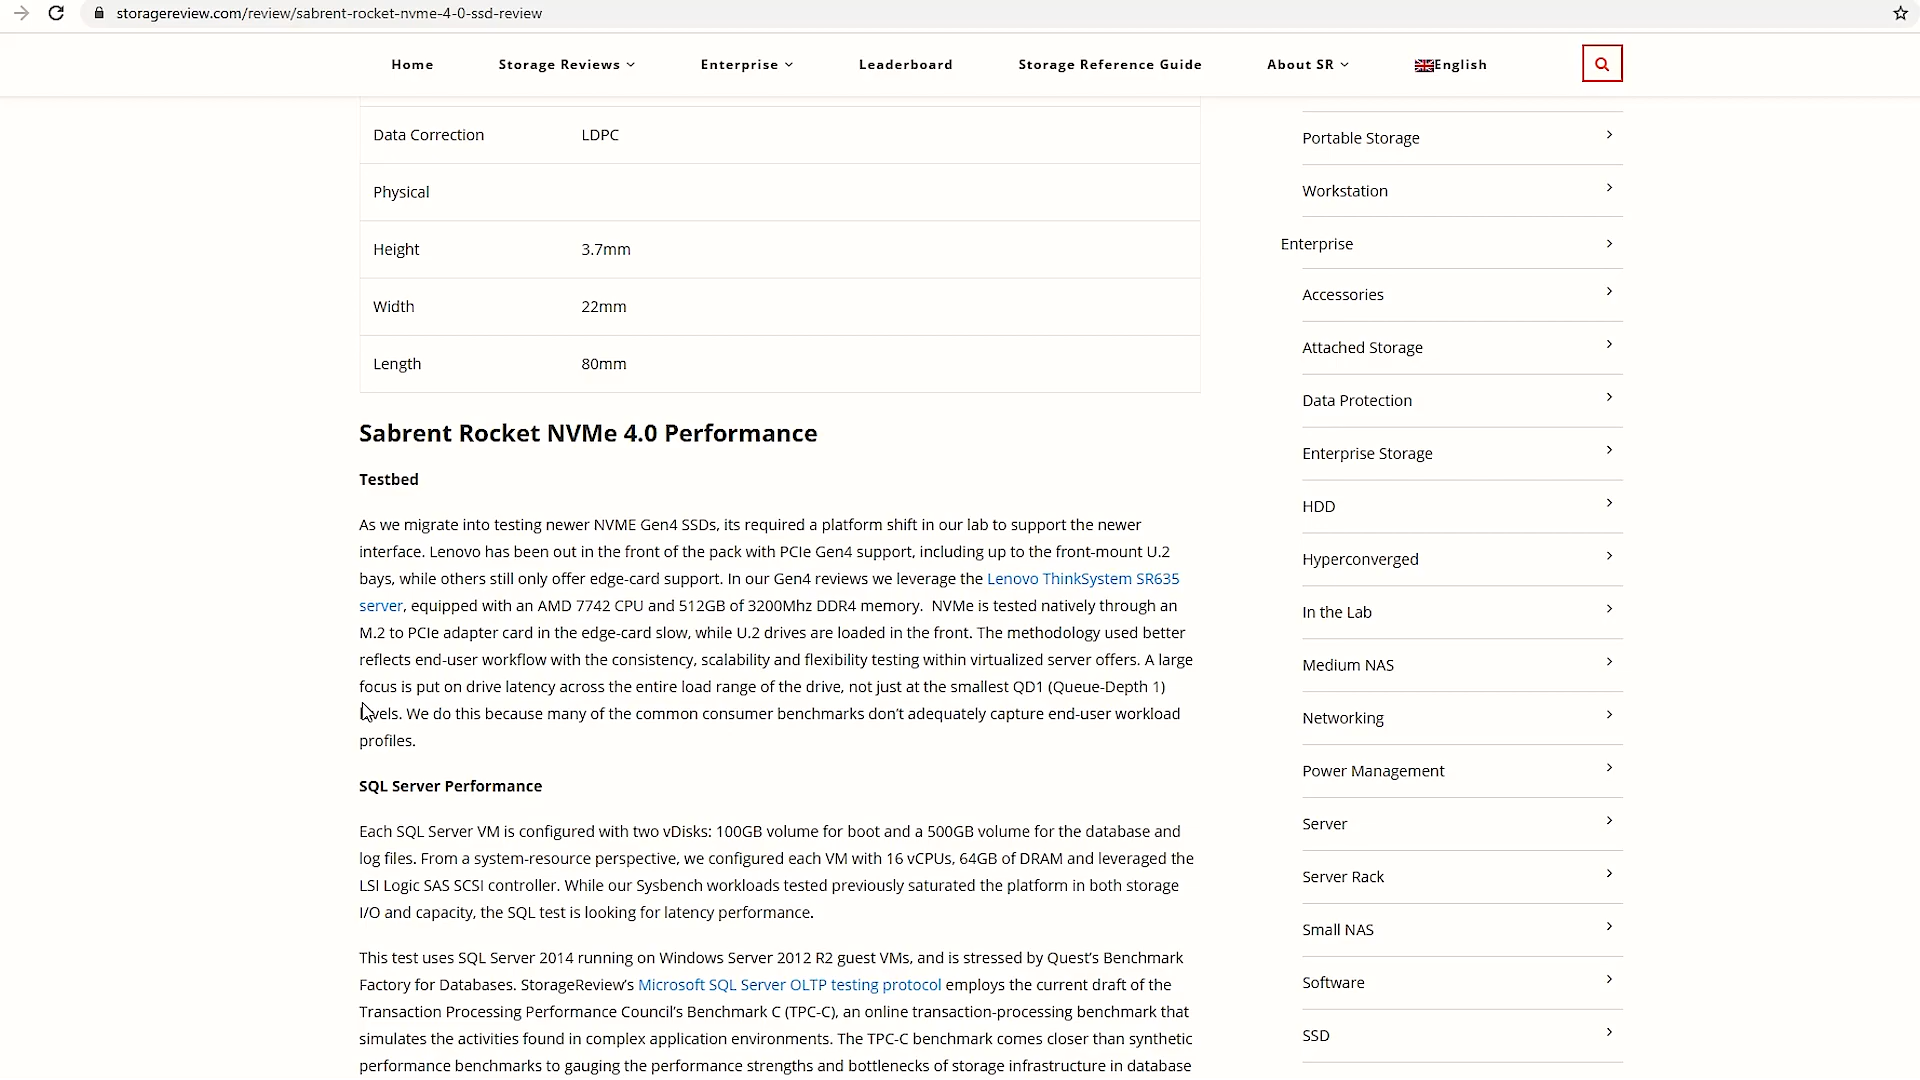 storagereview.com/review/sabrent-rocket-nvme-4-0-ssd-review
Home Storage Reviews Enterprise Leaderboard Storage Reference Guide About SR English
Data Correction LDPC
Physical
Height 3.7mm
Width 22mm
Length 80mm
Sabrent Rocket NVMe 4.0 Performance
Testbed
As we migrate into testing newer NVME Gen4 SSDs, its required a platform shift in our lab to support the newer
interface. Lenovo has been out in the front of the pack with PCIe Gen4 support, including up to the front-mount U.2
bays, while others still only offer edge-card support. In our Gen4 reviews we leverage the Lenovo ThinkSystem SR635
server, equipped with an AMD 7742 CPU and 512GB of 3200Mhz DDR4 memory. NVMe is tested natively through an
M.2 to PCIe adapter card in the edge-card slow, while U.2 drives are loaded in the front. The methodology used better
reflects end-user workflow with the consistency, scalability and flexibility testing within virtualized server offers. A large
focus is put on drive latency across the entire load range of the drive, not just at the smallest QD1 (Queue-Depth 1)
levels. We do this because many of the common consumer benchmarks don’t adequately capture end-user workload
profiles.
SQL Server Performance
Each SQL Server VM is configured with two vDisks: 100GB volume for boot and a 500GB volume for the database and
log files. From a system-resource perspective, we configured each VM with 16 vCPUs, 64GB of DRAM and leveraged the
LSI Logic SAS SCSI controller. While our Sysbench workloads tested previously saturated the platform in both storage
I/O and capacity, the SQL test is looking for latency performance.
This test uses SQL Server 2014 running on Windows Server 2012 R2 guest VMs, and is stressed by Quest’s Benchmark
Factory for Databases. StorageReview’s Microsoft SQL Server OLTP testing protocol employs the current draft of the
Transaction Processing Performance Council’s Benchmark C (TPC-C), an online transaction-processing benchmark that
simulates the activities found in complex application environments. The TPC-C benchmark comes closer than synthetic
performance benchmarks to gauging the performance strengths and bottlenecks of storage infrastructure in database
Portable Storage
Workstation
Enterprise
Accessories
Attached Storage
Data Protection
Enterprise Storage
HDD
Hyperconverged
In the Lab
Medium NAS
Networking
Power Management
Server
Server Rack
Small NAS
Software
SSD